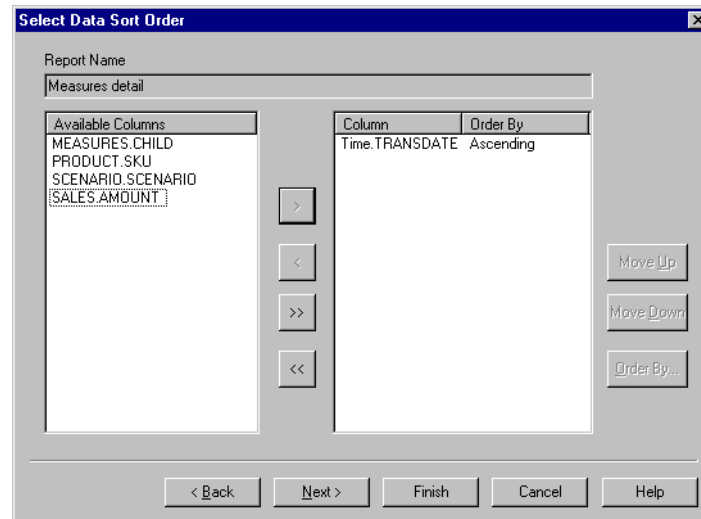 Select Data Sort Order
Report Name
Measures detail
Available Columns
MEASURES.CHILD
PRODUCT.SKU
SCENARIO.SCENARIO
SALES.AMOUNT
>
<
>>
<<
Column Order By
Time.TRANSDATE Ascending
Move Up
Move Down
Order By...
< Back Next > Finish Cancel Help